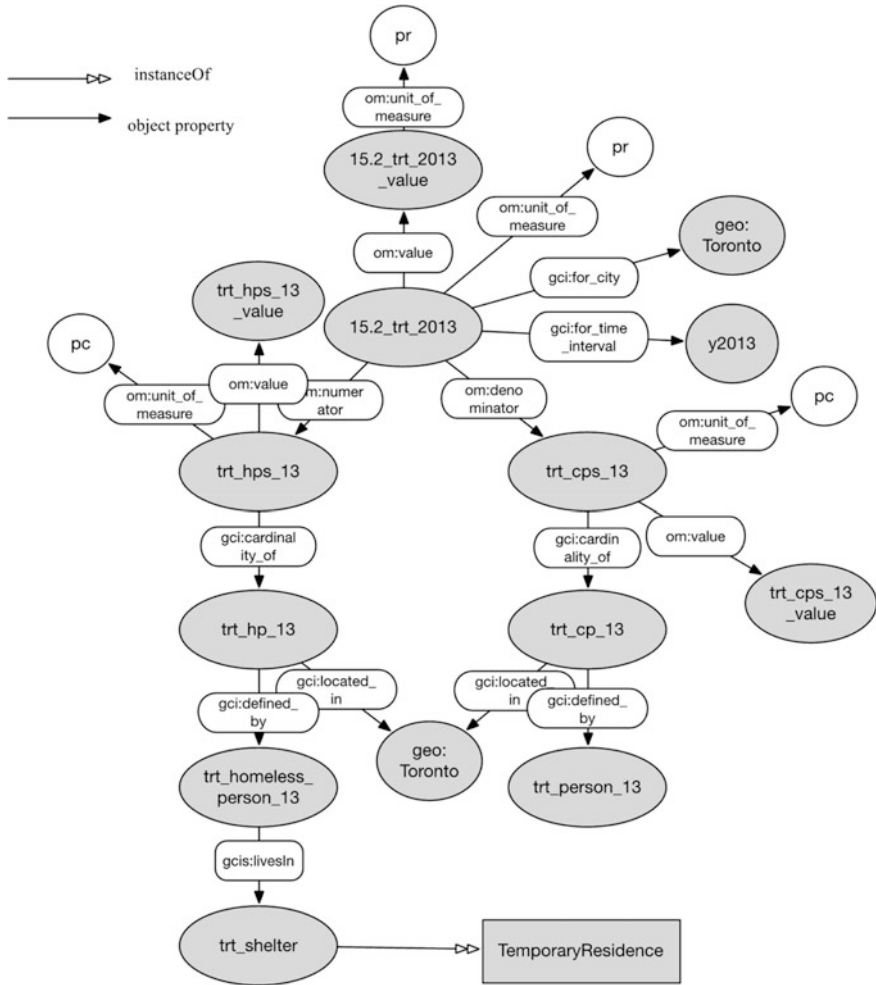 pr
instanceOf
object property
om:unit_of_
measure
15.2_trt_2013
_value
pr
om:unit_of_
measure
geo:
Toronto
om:value
gci:for_city
trt_hps_13
_value
15.2_trt_2013
gci:for_time
_interval
y2013
pc
om:value
om:unit_of_
measure
m:numer
ator
om:deno
minator
pc
om:unit_of_
measure
trt_hps_13
trt_cps_13
gci:cardinal
ity_of
gci:cardin
ality_of
om:value
trt_cps_13
_value
trt_hp_13
trt_cp_13
gci:located_
in
gci:located_
in
gci:defined_
by
gci:defined_
by
geo:
Toronto
trt_homeless_
person_13
trt_person_13
gcis:livesIn
trt_shelter
TemporaryResidence